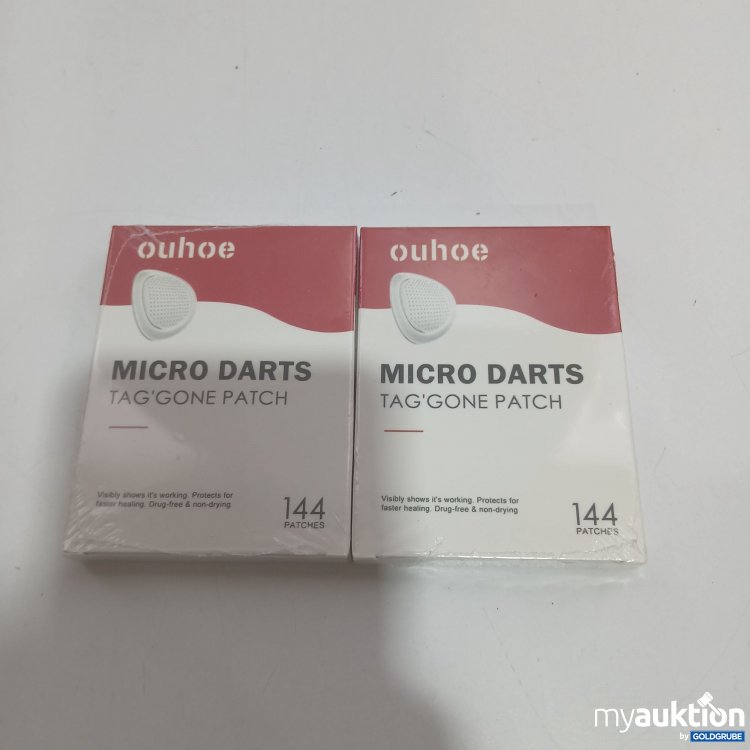 ouhoe
MICRO DARTS
TAG'GONE PATCH
Visibly shows it's working. Protects for
faster healing. Drug-free & non-drying
144
PATCHES
ouhoe
MICRO DARTS
TAG'GONE PATCH
Visibly shows it's working. Protects for
faster healing. Drug-free & non-drying
144
PATCHES
myauktion
by GOLDGRUBE